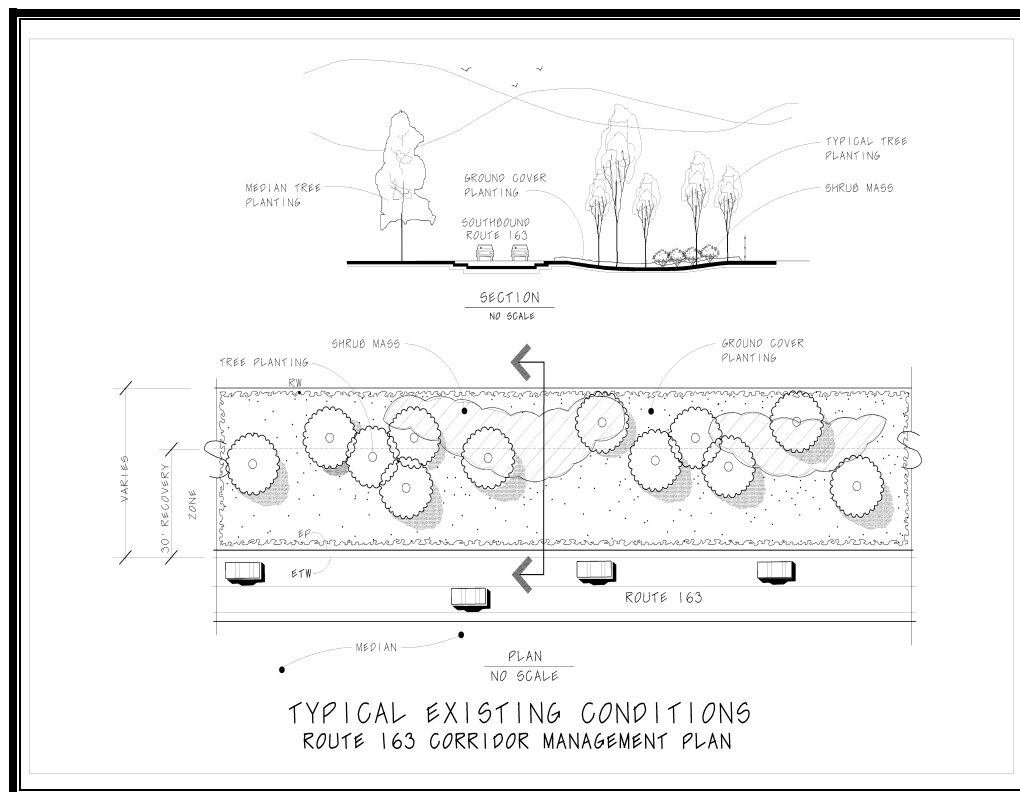 TYPICAL TREE
PLANTING
GROUND COVER
PLANTING
MEDIAN TREE
PLANTING
SHRUB MASS
SOUTHBOUND
ROUTE 163
SECTION
NO SCALE
SHRUB MASS
GROUND COVER
PLANTING
TREE PLANTING
RW
VARIES
30' RECOVERY
ZONE
EP
ETW
ROUTE 163
MEDIAN
PLAN
NO SCALE
TYPICAL EXISTING CONDITIONS
ROUTE 163 CORRIDOR MANAGEMENT PLAN